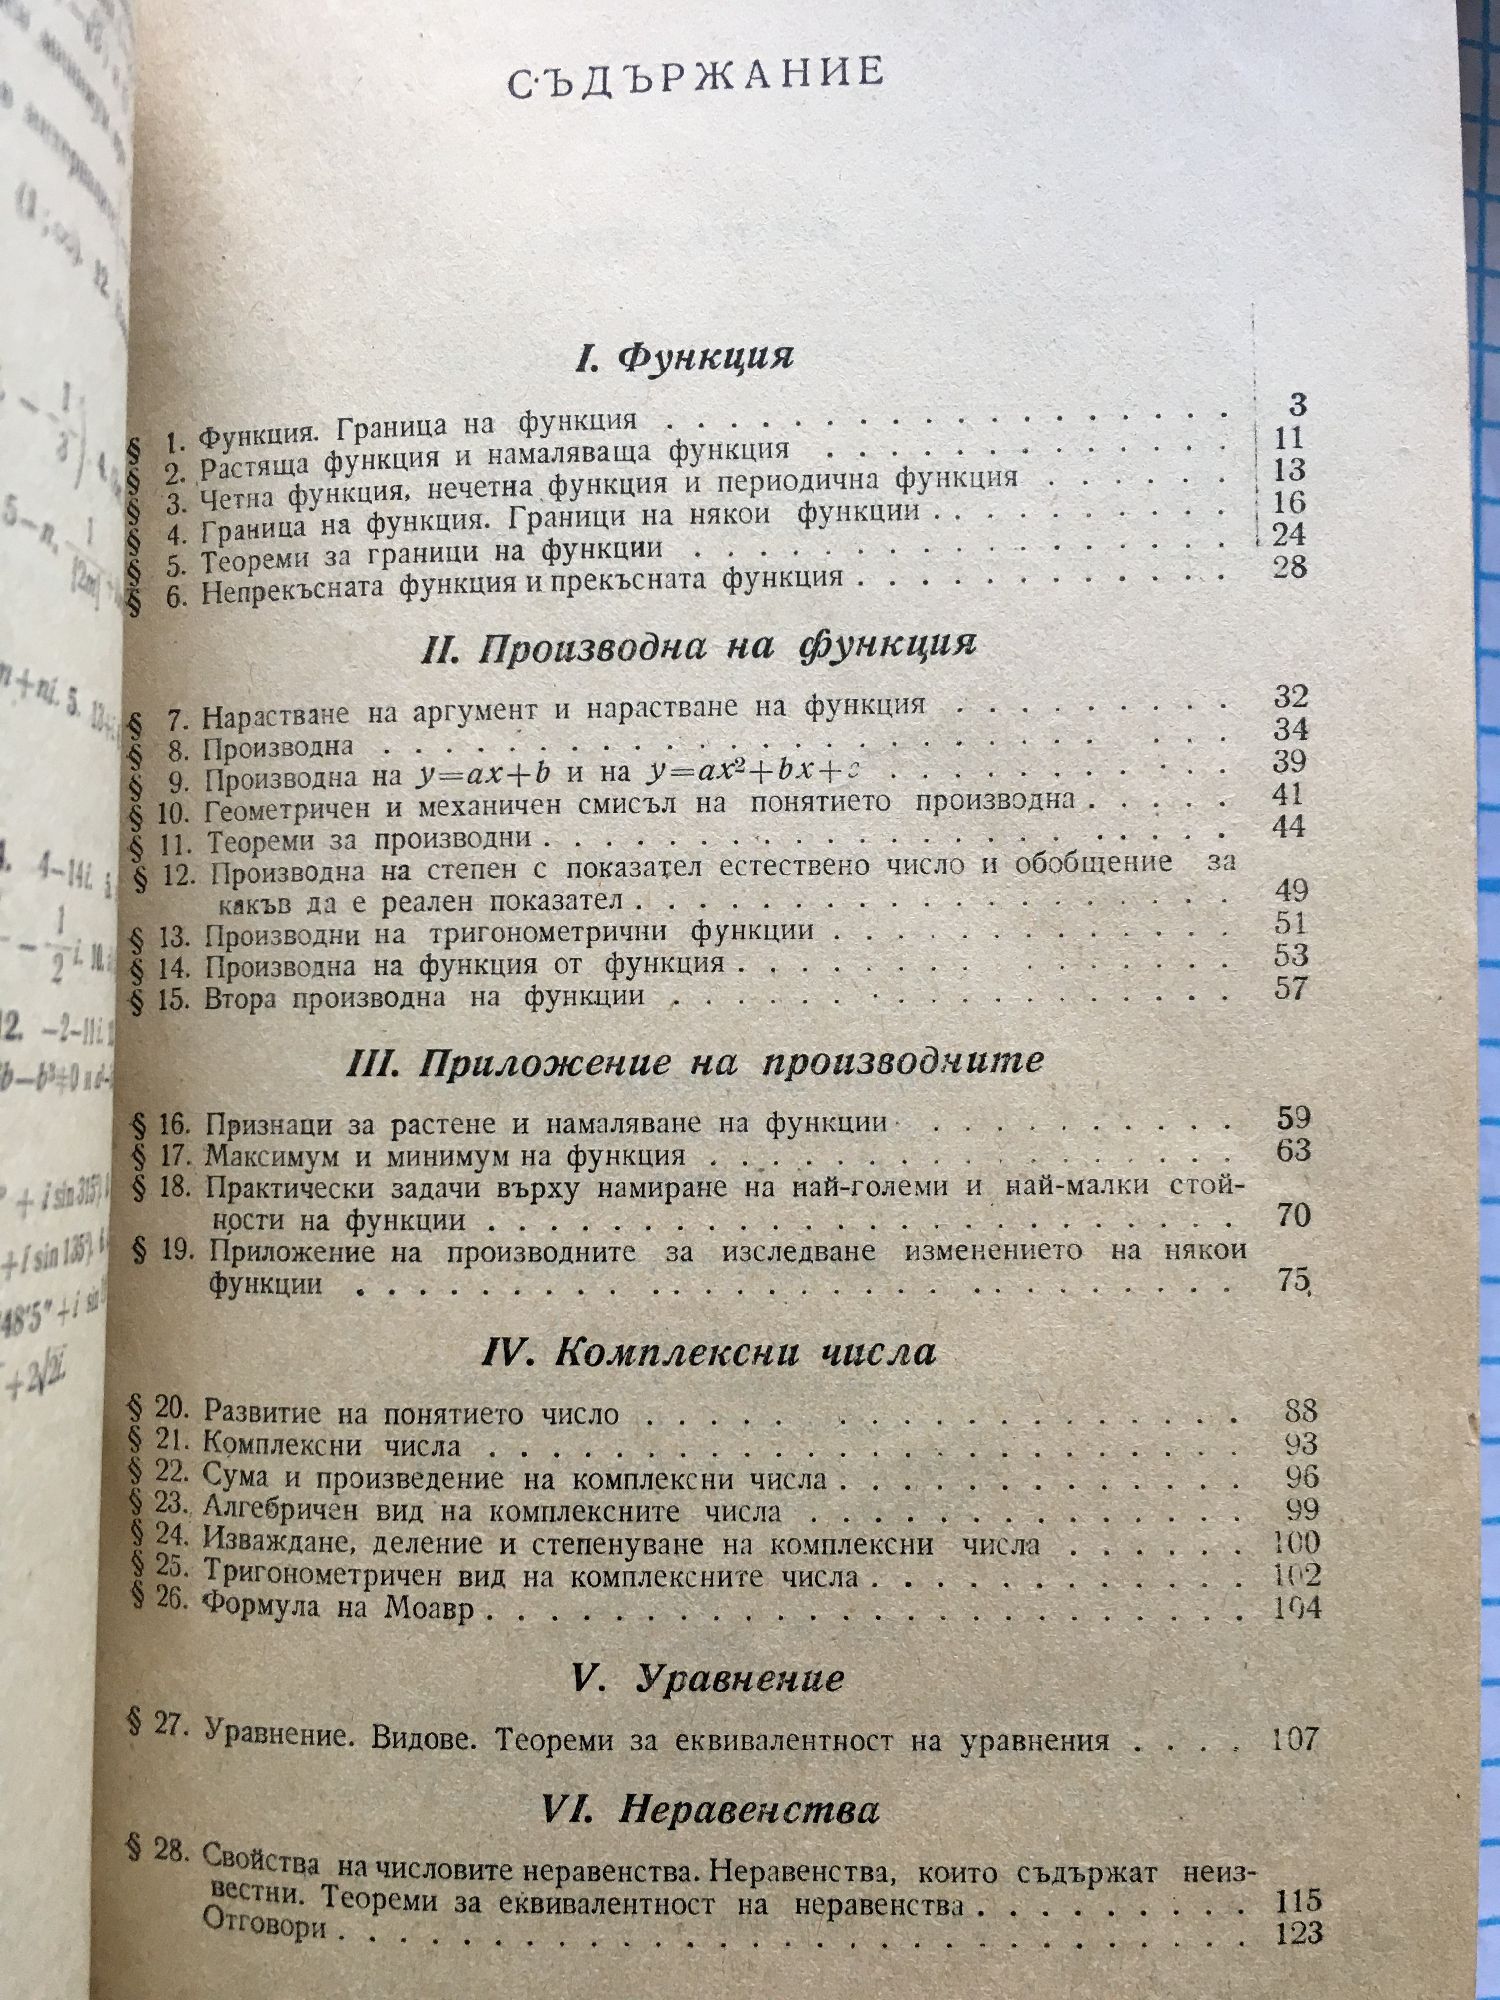 СЪДЪРЖАНИЕ
I. Функция
§ 1. Функция. Граница на функция . . . . . . . . . . . . . . . . . . 3
§ 2. Растяща функция и намаляваща функция . . . . . . . . . . . . . 11
§ 3. Четна функция, нечетна функция и периодична функция . . . . . . 13
§ 4. Граница на функция. Граници на някои функции . . . . . . . . . 16
§ 5. Теореми за граници на функции . . . . . . . . . . . . . . . . . 24
§ 6. Непрекъсната функция и прекъсната функция . . . . . . . . . . . . 28
II. Производна на функция
§ 7. Нарастване на аргумент и нарастване на функция . . . . . . . . . 32
§ 8. Производна . . . . . . . . . . . . . . . . . . . . . . . . . 34
§ 9. Производна на y=ax+b и на y=ax²+bx+c . . . . . . . . . . . 39
§ 10. Геометричен и механичен смисъл на понятието производна . . . . . 41
§ 11. Теореми за производни . . . . . . . . . . . . . . . . . . . . . 44
§ 12. Производна на степен с показател естествено число и обобщение за
какъв да е реален показател . . . . . . . . . . . . . . . . . . . 49
§ 13. Производни на тригонометрични функции . . . . . . . . . . . . . 51
§ 14. Производна на функция от функция . . . . . . . . . . . . . . . 53
§ 15. Втора производна на функции . . . . . . . . . . . . . . . . . . 57
III. Приложение на производните
§ 16. Признаци за растене и намаляване на функции . . . . . . . . . . 59
§ 17. Максимум и минимум на функция . . . . . . . . . . . . . . . . 63
§ 18. Практически задачи върху намиране на най-големи и най-малки стой-
ности на функции . . . . . . . . . . . . . . . . . . . . . . . 70
§ 19. Приложение на производните за изследване изменението на някои
функции . . . . . . . . . . . . . . . . . . . . . . . . . . . 75
IV. Комплексни числа
§ 20. Развитие на понятието число . . . . . . . . . . . . . . . . . . 88
§ 21. Комплексни числа . . . . . . . . . . . . . . . . . . . . . . . 93
§ 22. Сума и произведение на комплексни числа . . . . . . . . . . . . . 96
§ 23. Алгебричен вид на комплексните числа . . . . . . . . . . . . . . 99
§ 24. Изваждане, деление и степенуване на комплексни числа . . . . . . 100
§ 25. Тригонометричен вид на комплексните числа . . . . . . . . . . . . 102
§ 26. Формула на Моавр . . . . . . . . . . . . . . . . . . . . . . . . 104
V. Уравнение
§ 27. Уравнение. Видове. Теореми за еквивалентност на уравнения . . . . 107
VI. Неравенства
§ 28. Свойства на числовите неравенства. Неравенства, които съдържат неиз-
вестни. Теореми за еквивалентност на неравенства . . . . . . . . . 115
Отговори . . . . . . . . . . . . . . . . . . . . . . . . . . . . . 123